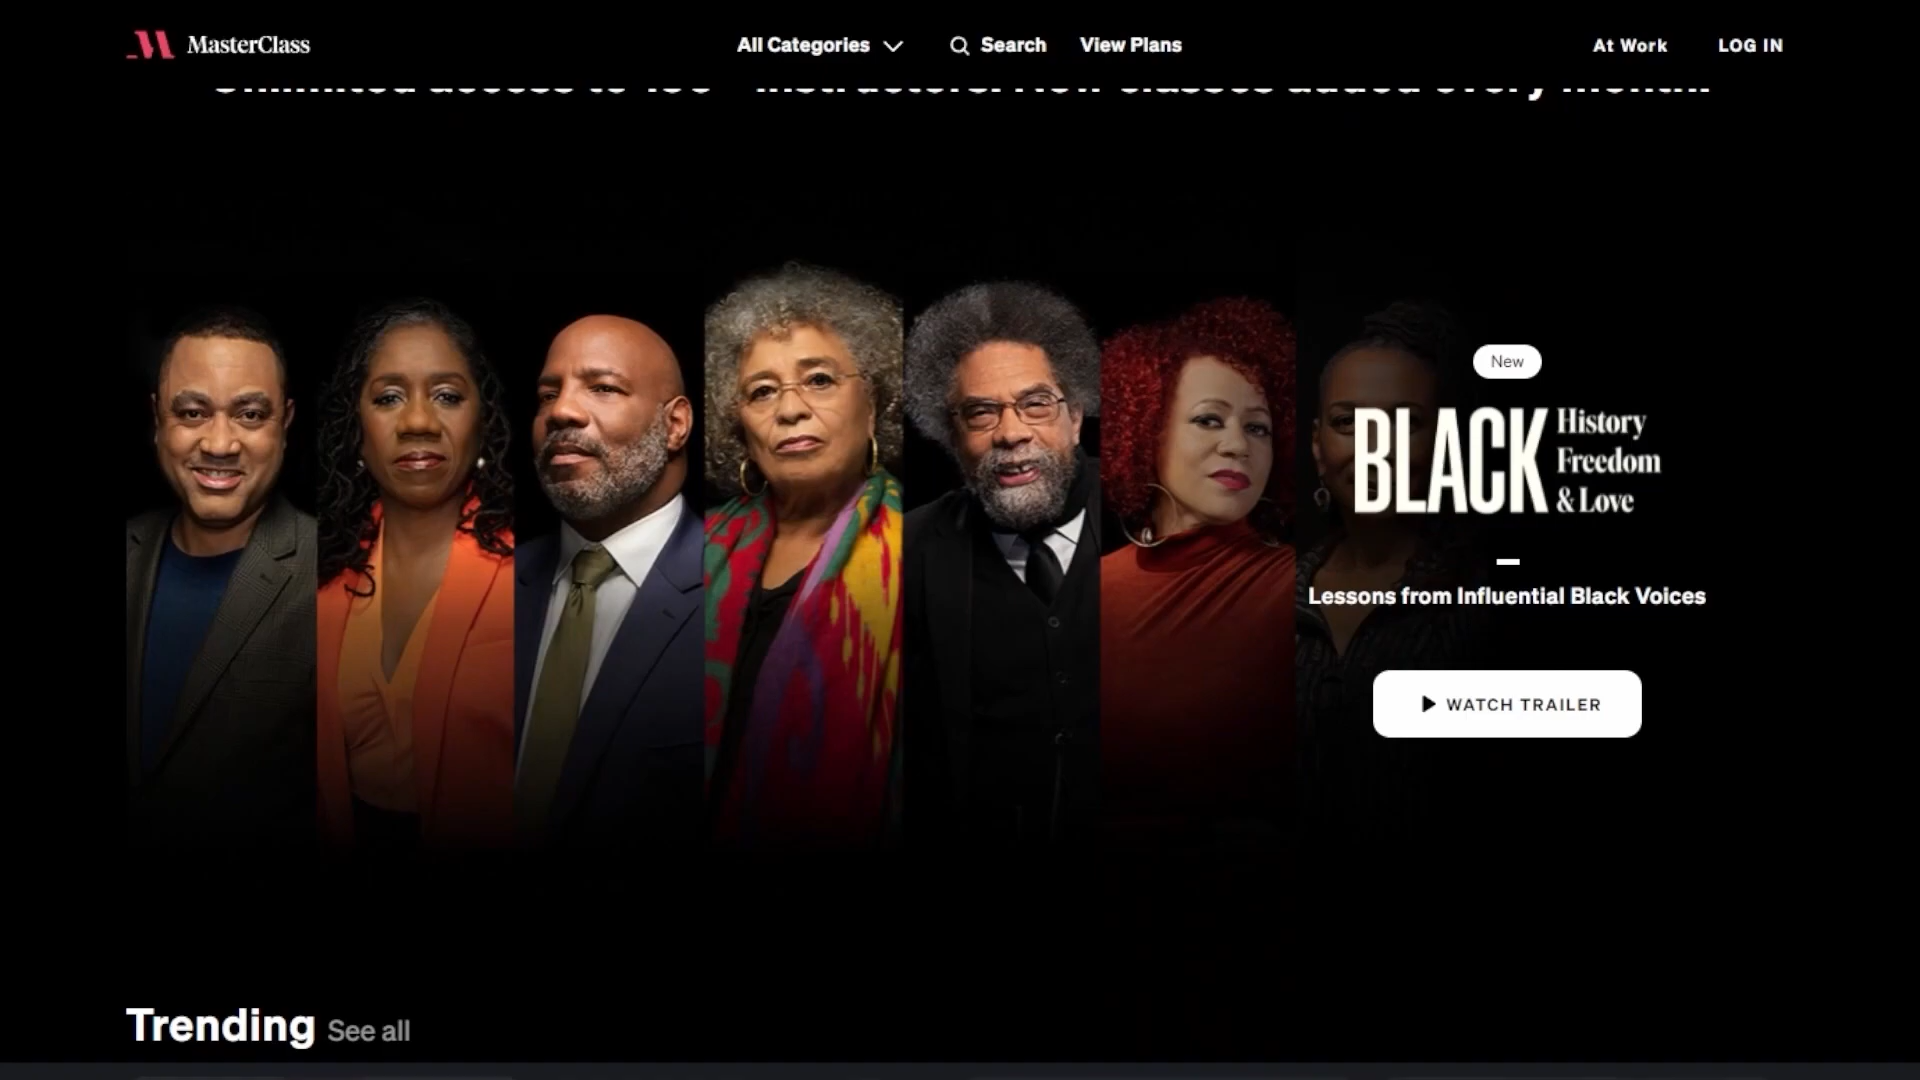 MasterClass
All Categories
Search
View Plans
At Work
LOG IN
New
BLACK
History
Freedom
& Love
Lessons from Influential Black Voices
WATCH TRAILER
Trending See all